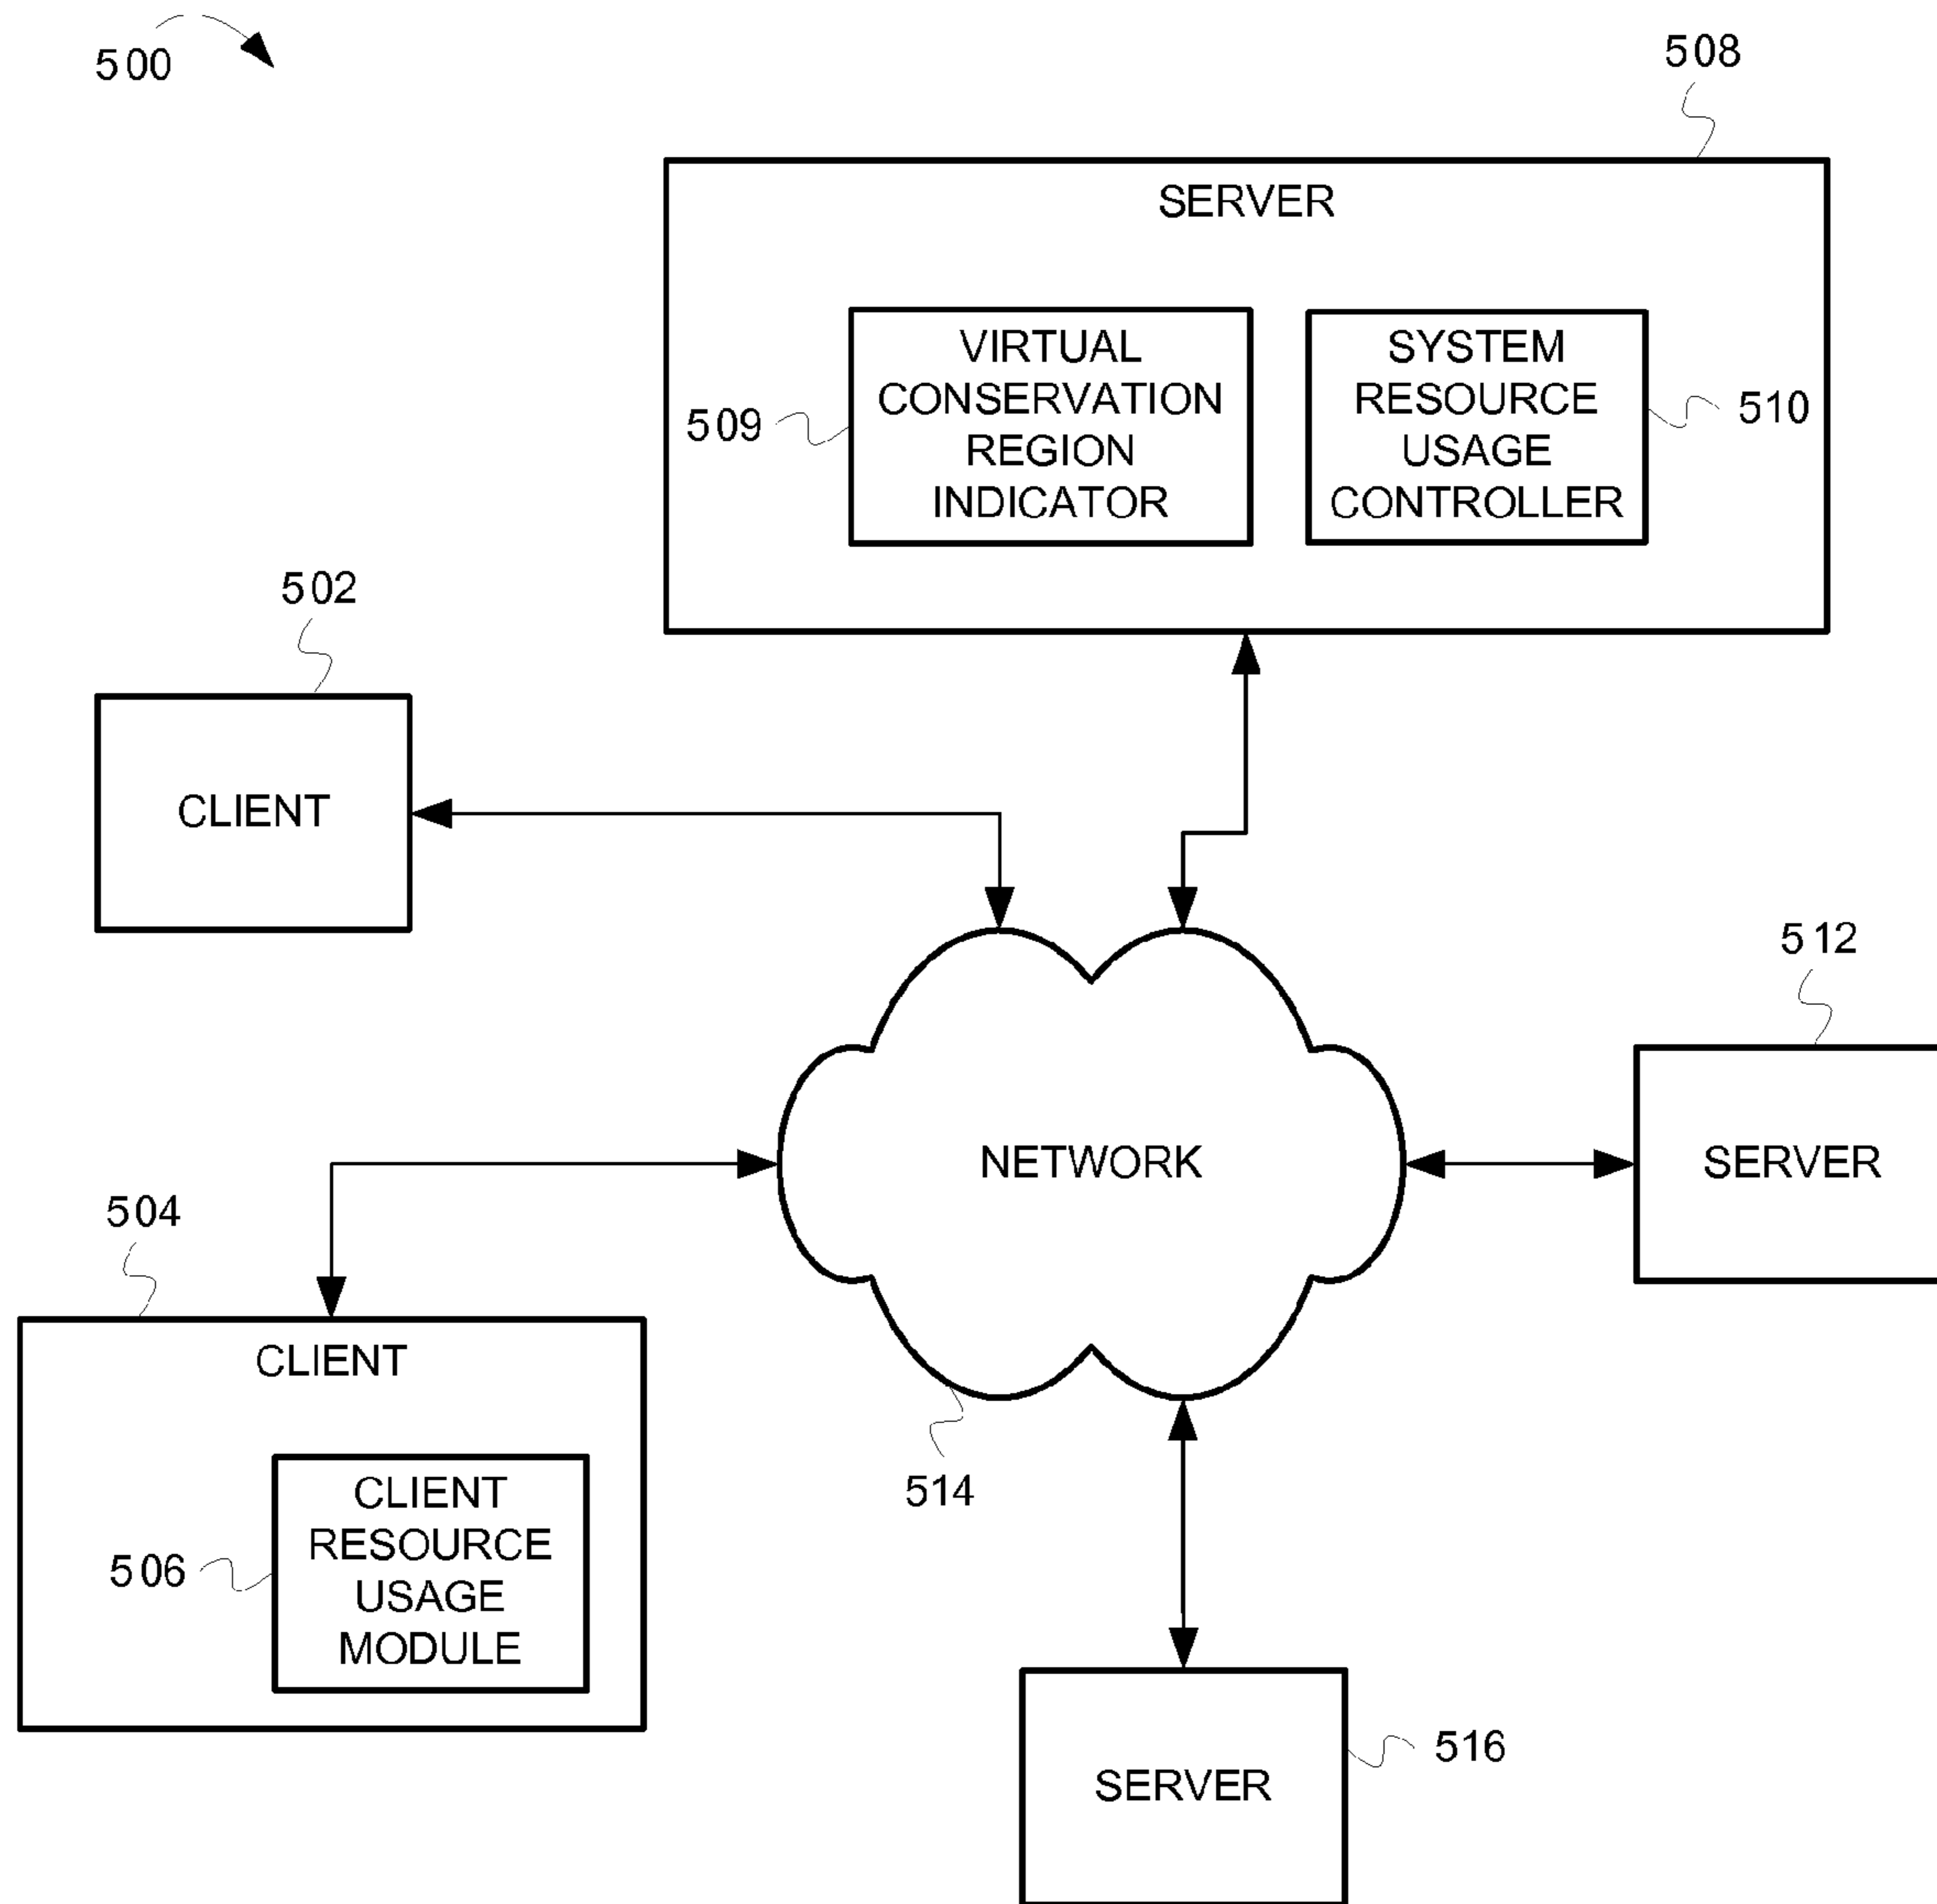 500
508
SERVER
VIRTUAL
CONSERVATION
REGION
INDICATOR
509
SYSTEM
RESOURCE
USAGE
CONTROLLER
510
502
CLIENT
512
SERVER
NETWORK
514
504
CLIENT
CLIENT
RESOURCE
USAGE
MODULE
506
516
SERVER